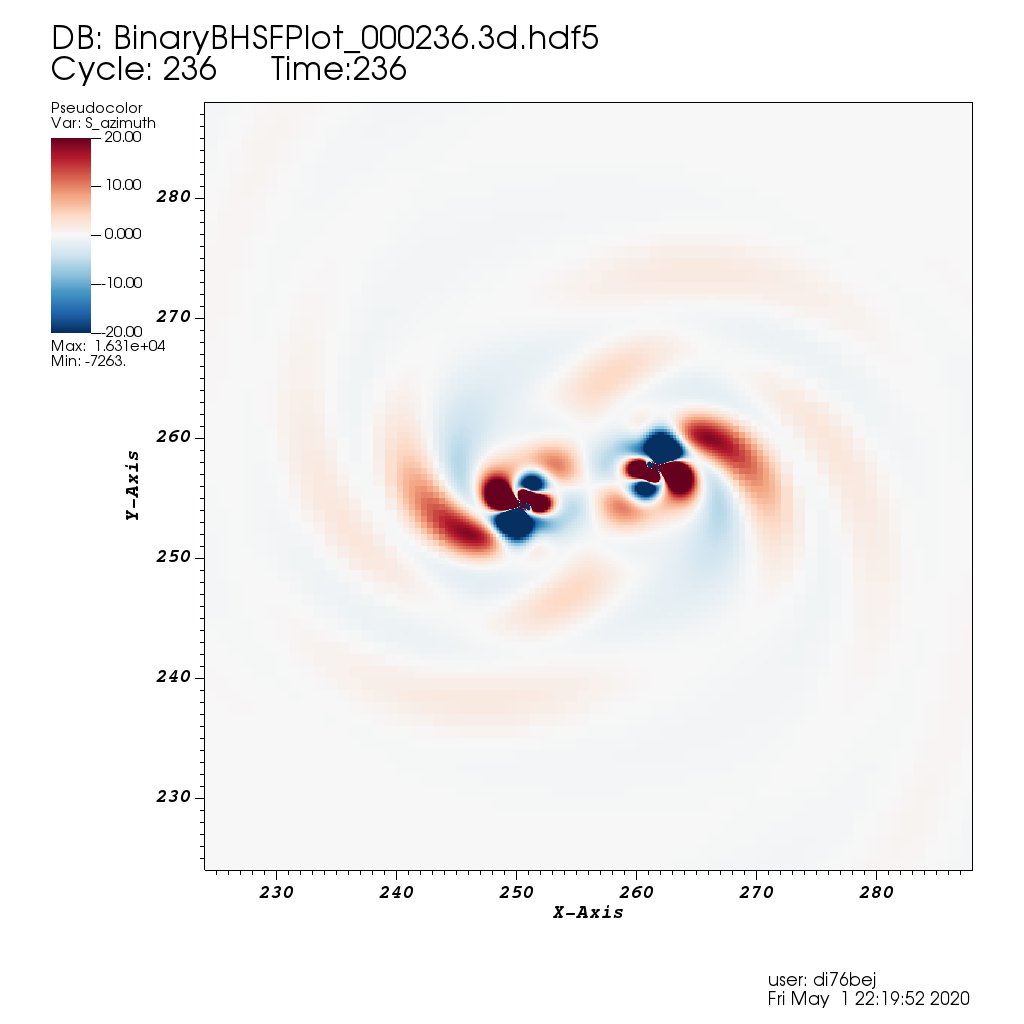 DB: BinaryBHSFPlot_000236.3d.hdf5
Cycle: 236 Time:236
Pseudocolor
Var: S_azimuth
20.00
10.00
0.000
-10.00
-20.00
Max: 1.631e+04
Min: -7263.
280
270
260
250
240
230
Y-Axis
230 240 250 260 270 280
X-Axis
user: di76bej
Fri May 1 22:19:52 2020